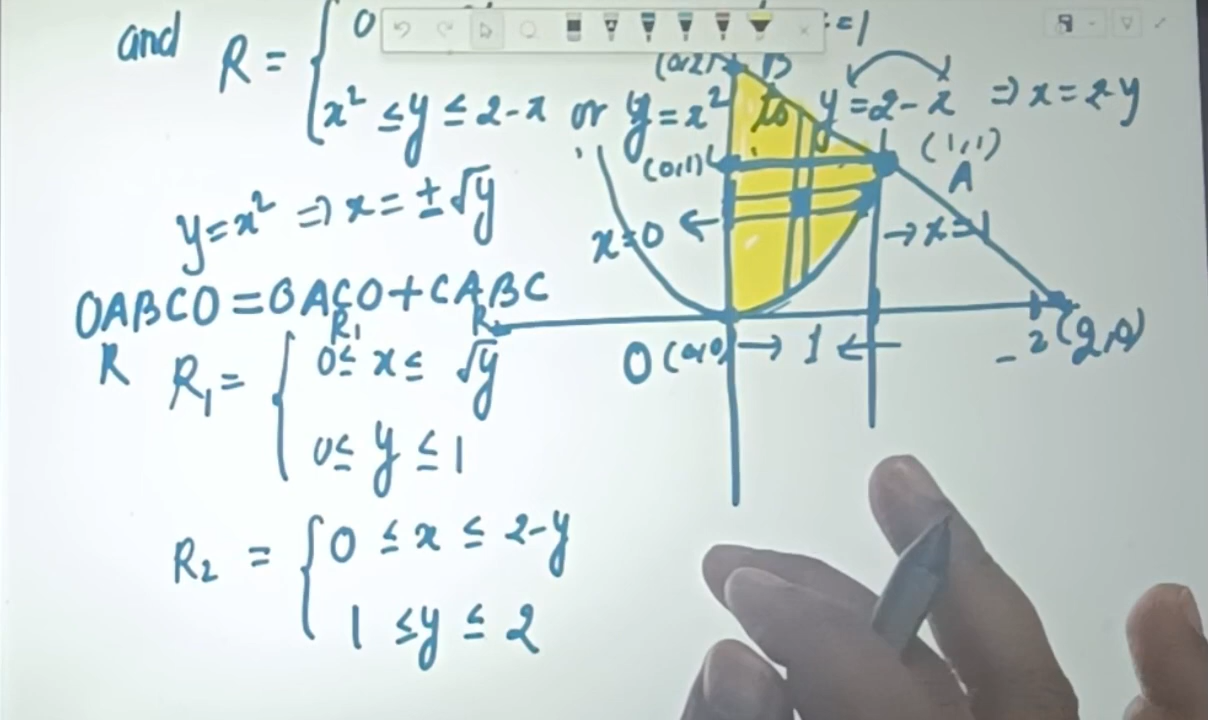 and R = { 0 =1
x² ≤ y ≤ 2-x or y = x² to y = 2-x ⇒ x = 2-y
(0,2) B
(0,1) C
(1,1)
A
y = x² ⇒ x = ± √y
x=0 ←
→ x=1
OABCO = OACO + CABC
R R₁
R₁ = { 0 ≤ x ≤ √y
0 ≤ y ≤ 1
O (0,0) → 1 ←
2 (2,0)
R₂ = { 0 ≤ x ≤ 2-y
1 ≤ y ≤ 2